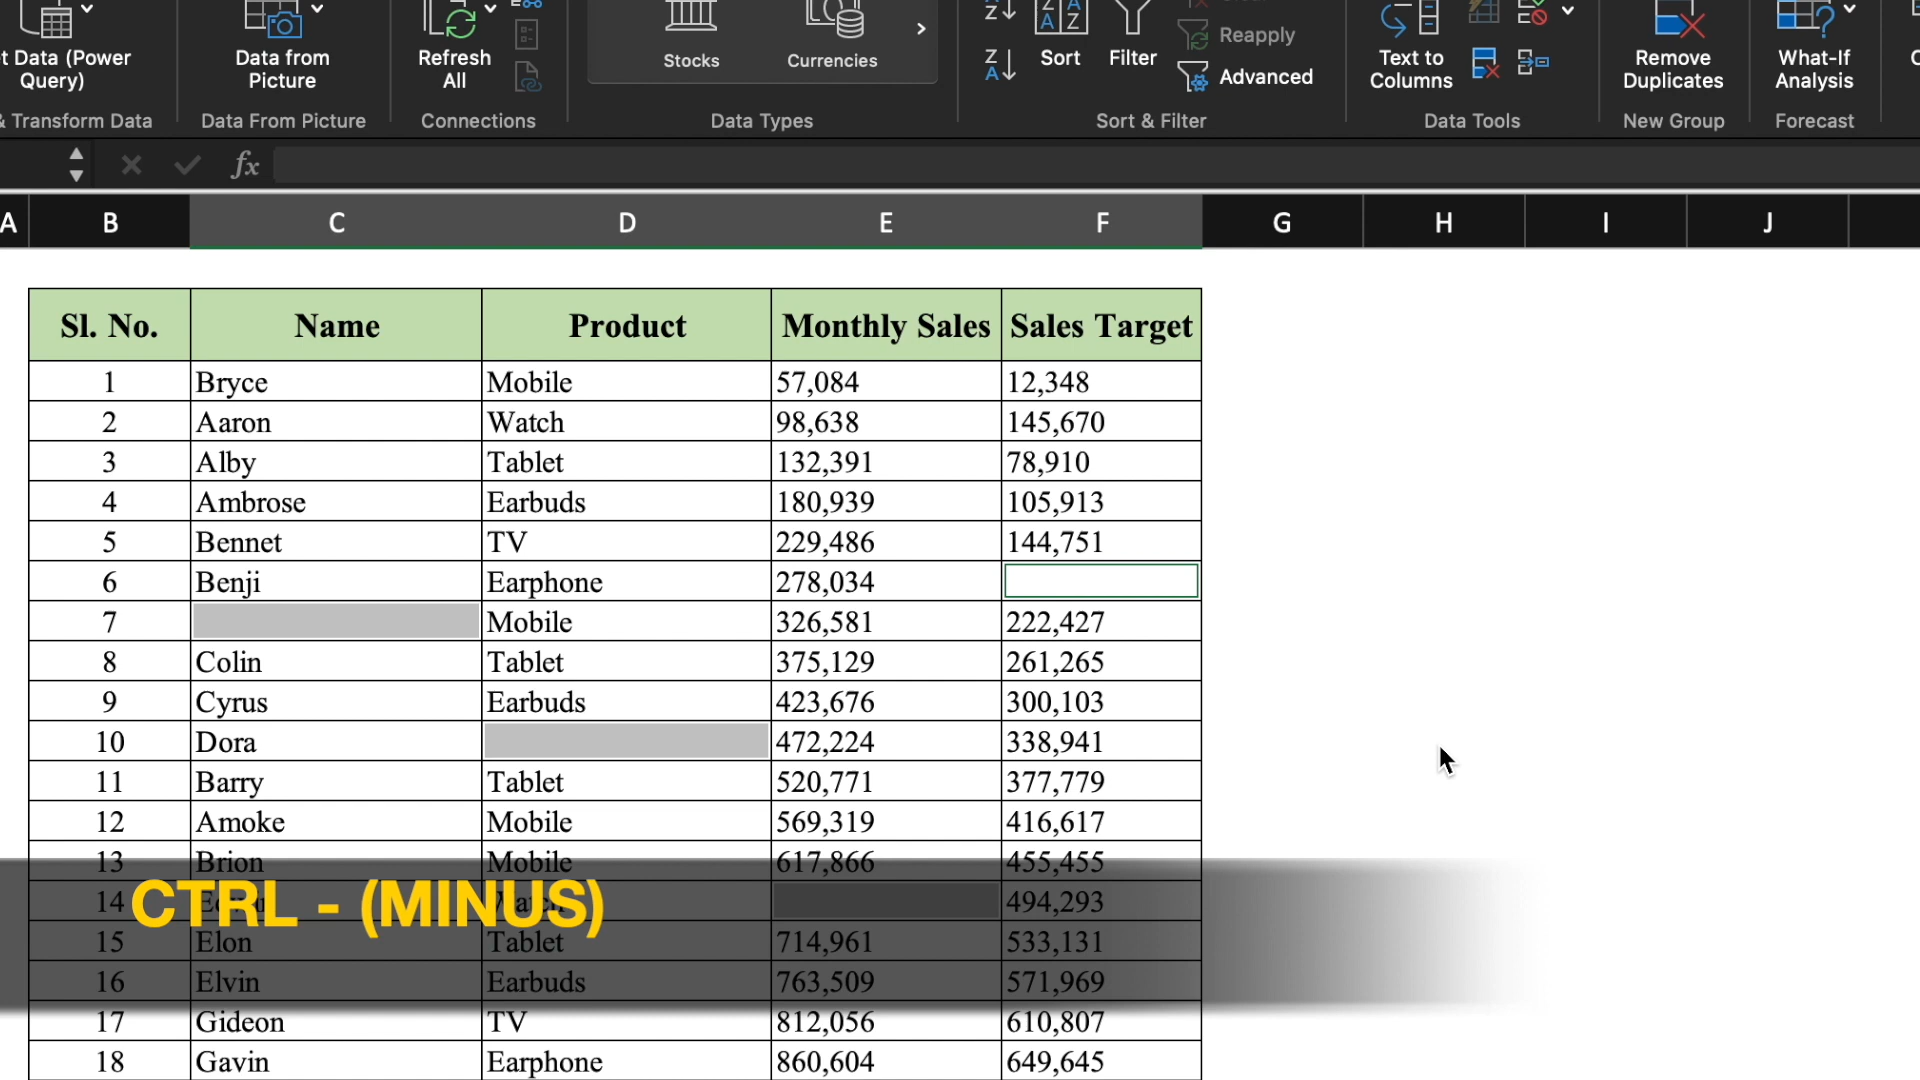 t Data (Power
Query)
Data from
Picture
Refresh
All
Stocks
Currencies
Sort
Filter
Reapply
Advanced
Text to
Columns
Remove
Duplicates
What-If
Analysis
& Transform Data
Data From Picture
Connections
Data Types
Sort & Filter
Data Tools
New Group
Forecast
fx
A B C D E F G H I J
Sl. No. Name Product Monthly Sales Sales Target
1 Bryce Mobile 57,084 12,348
2 Aaron Watch 98,638 145,670
3 Alby Tablet 132,391 78,910
4 Ambrose Earbuds 180,939 105,913
5 Bennet TV 229,486 144,751
6 Benji Earphone 278,034
7 Mobile 326,581 222,427
8 Colin Tablet 375,129 261,265
9 Cyrus Earbuds 423,676 300,103
10 Dora 472,224 338,941
11 Barry Tablet 520,771 377,779
12 Amoke Mobile 569,319 416,617
13 Brion Mobile 617,866 455,455
14 494,293
CTRL - (MINUS)
15 Elon Tablet 714,961 533,131
16 Elvin Earbuds 763,509 571,969
17 Gideon TV 812,056 610,807
18 Gavin Earphone 860,604 649,645